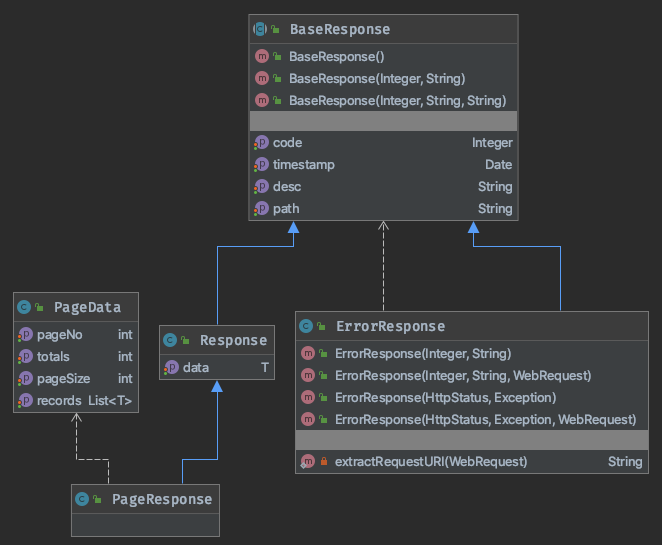 BaseResponse
BaseResponse()
BaseResponse(Integer, String)
BaseResponse(Integer, String, String)
code Integer
timestamp Date
desc String
path String
PageData
pageNo int
totals int
pageSize int
records List<T>
Response
data T
ErrorResponse
ErrorResponse(Integer, String)
ErrorResponse(Integer, String, WebRequest)
ErrorResponse(HttpStatus, Exception)
ErrorResponse(HttpStatus, Exception, WebRequest)
extractRequestURI(WebRequest) String
PageResponse